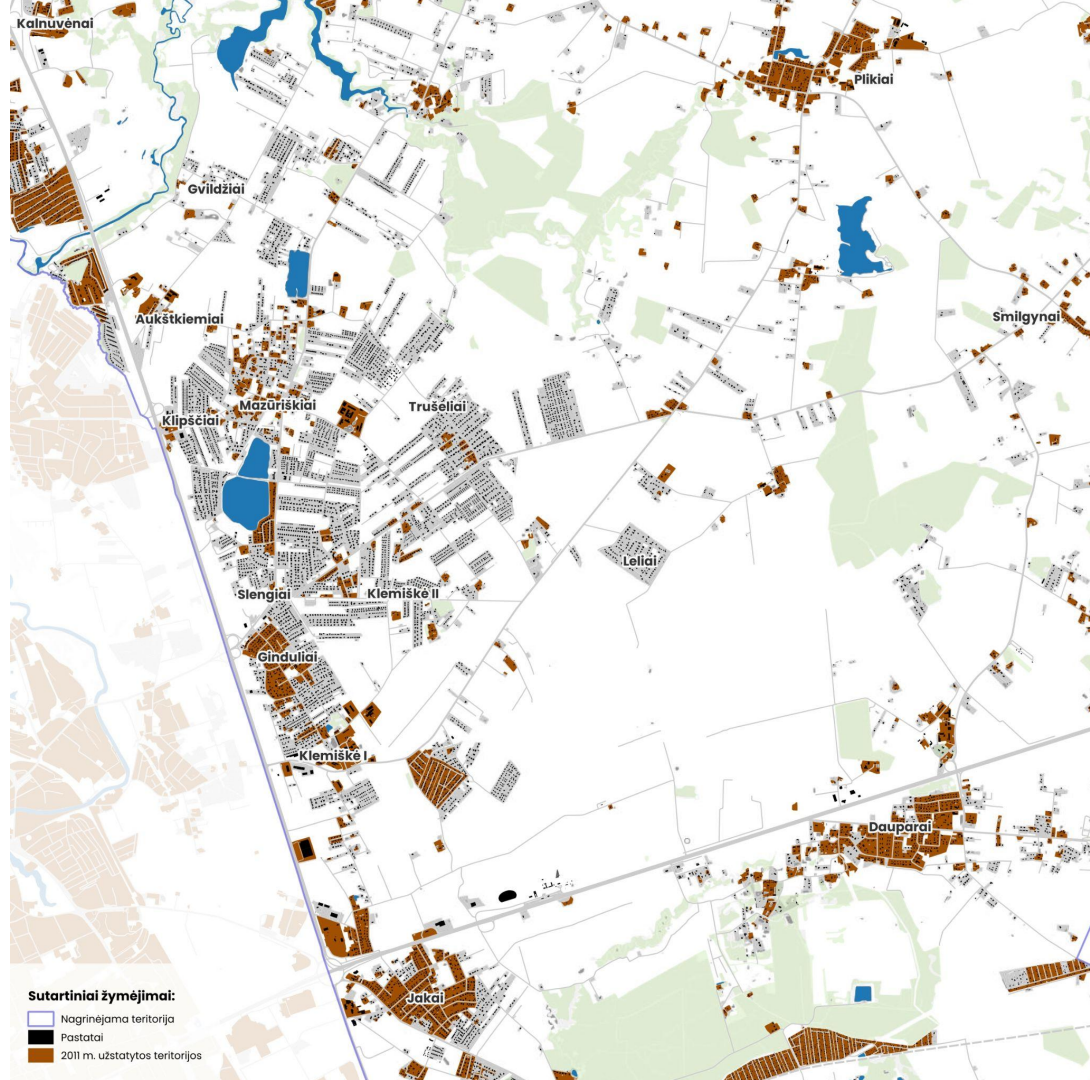 Kalnuvėnai
Plikiai
Gvildžiai
Aukštkiemiai
Smilgynai
Mazūriškiai
Trušeliai
Klipščiai
Leliai
Slengiai
Klemiškė II
Ginduliai
Klemiškė I
Dauparai
Jakai
Sutartiniai žymėjimai:
Nagrinėjama teritorija
Pastatai
2011 m. užstatytos teritorijos